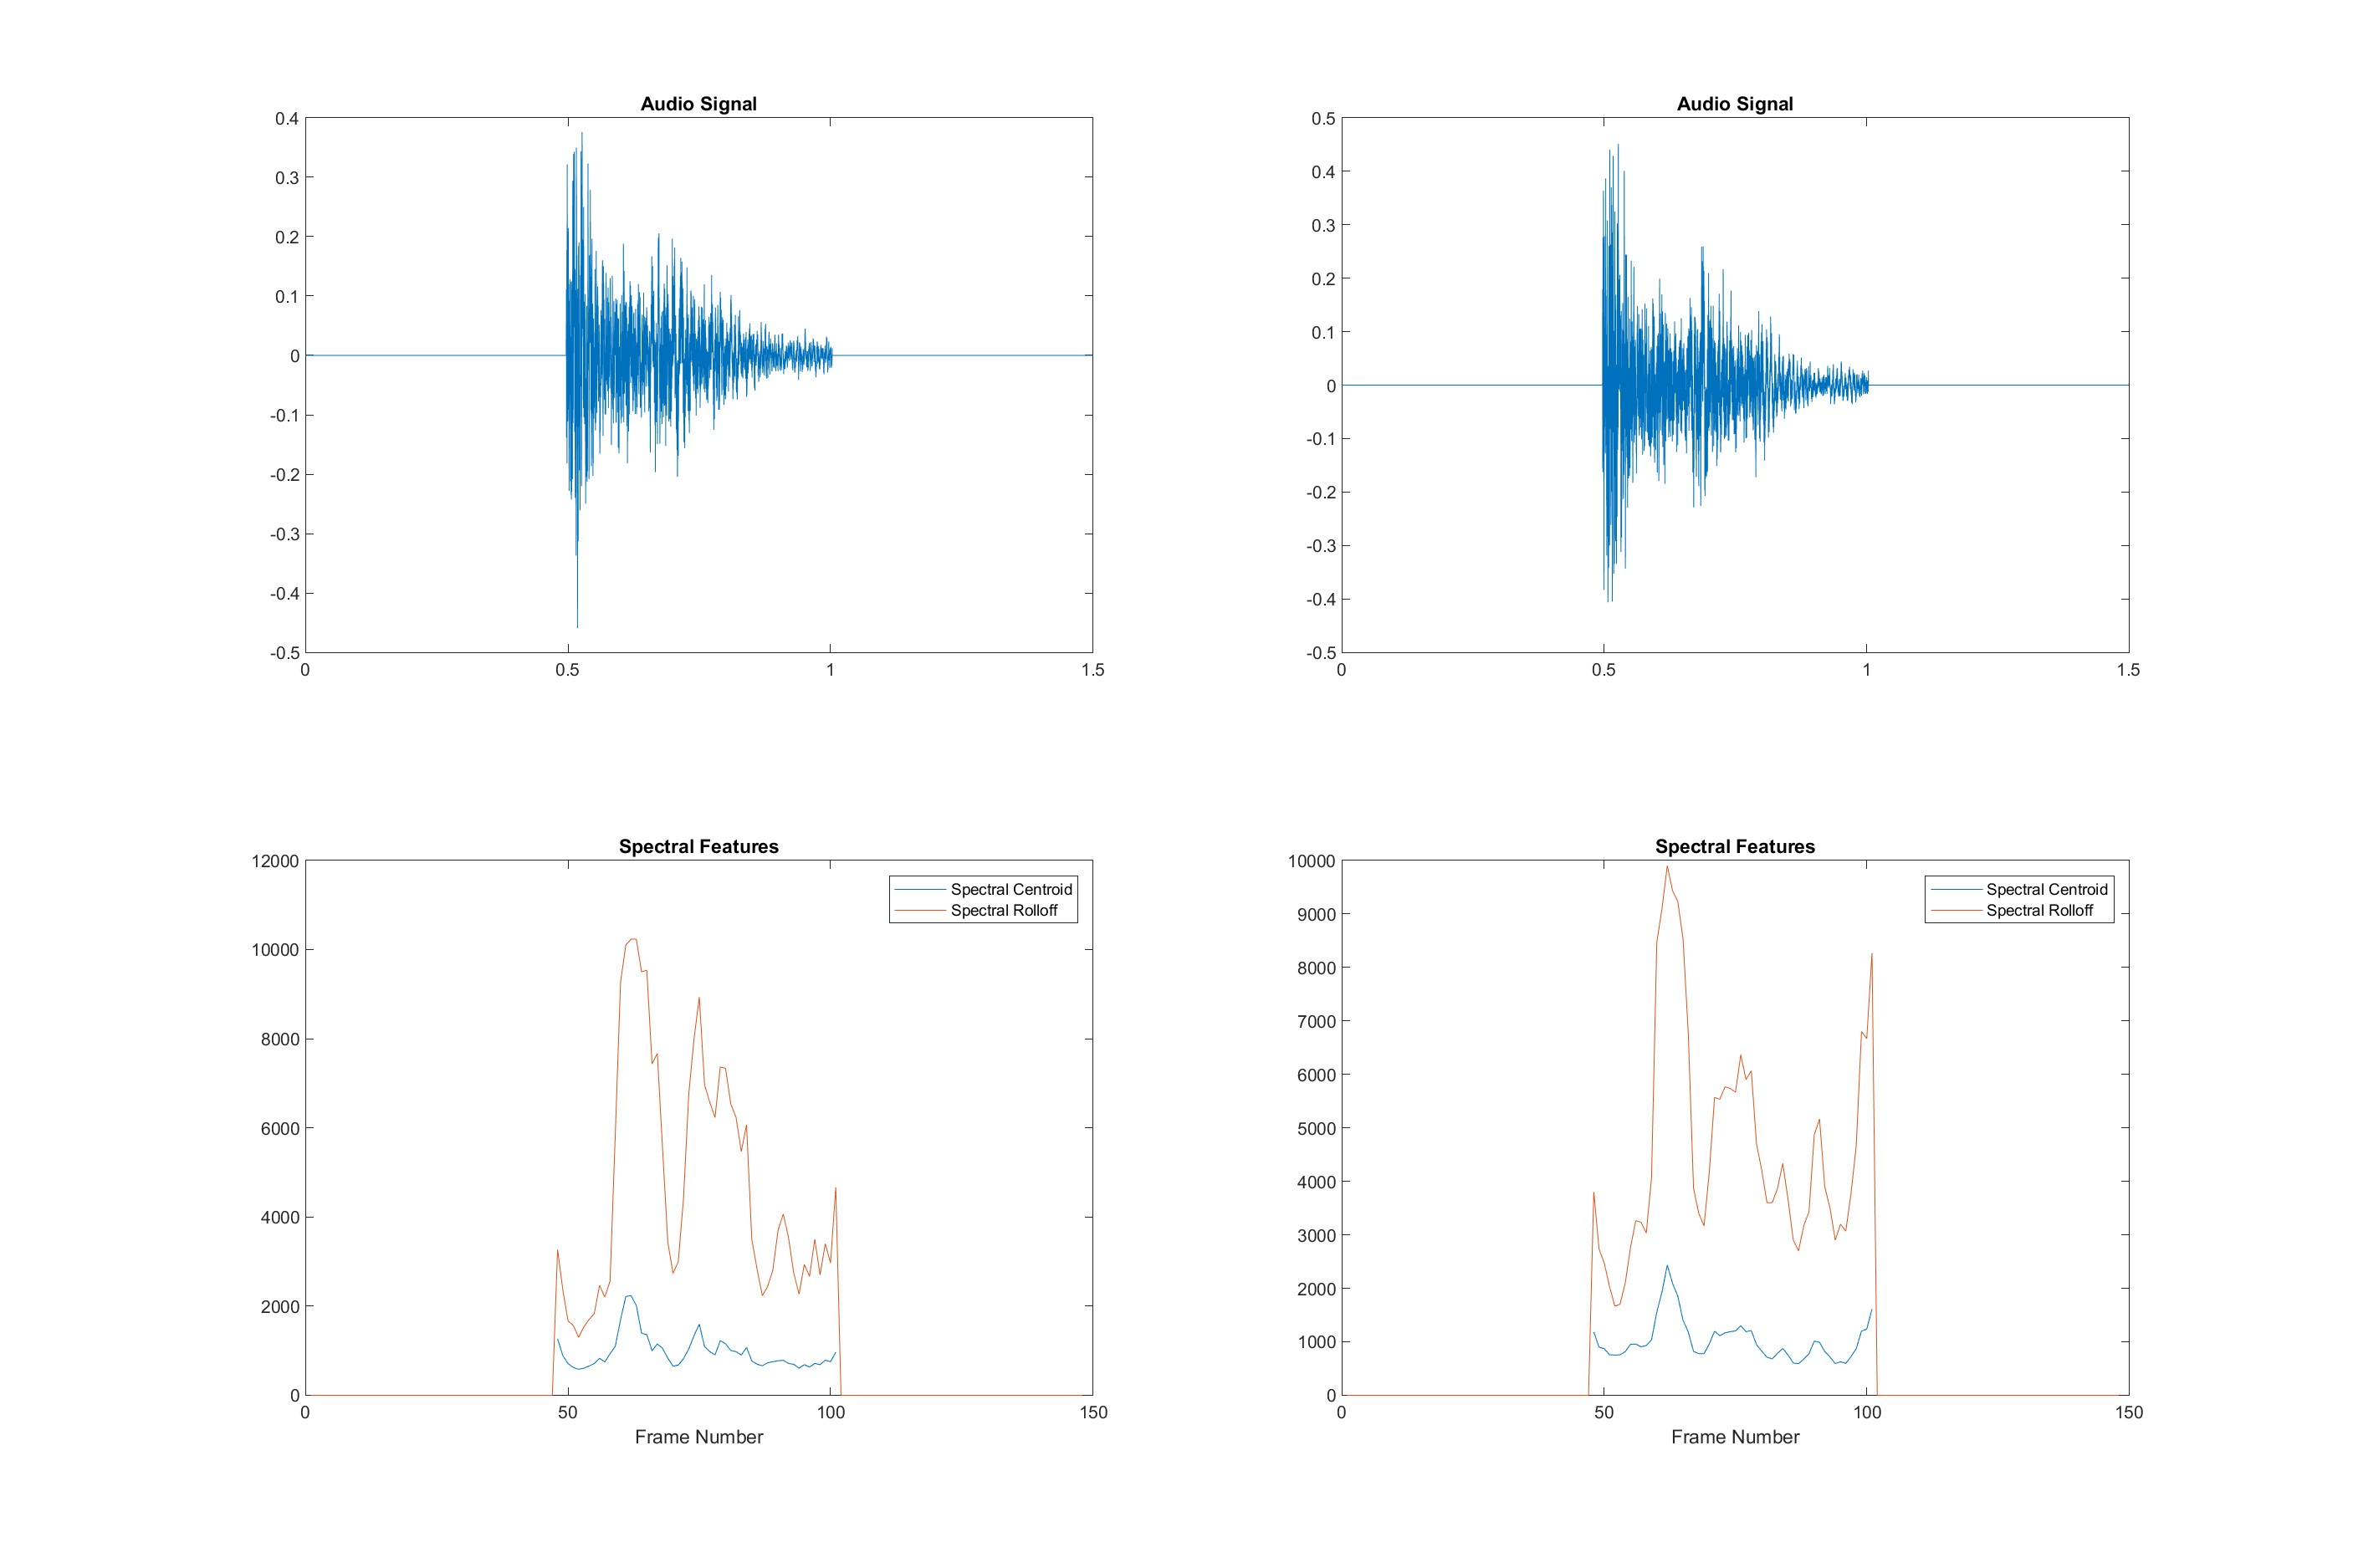 Audio Signal
0.4
0.3
0.2
0.1
0
-0.1
-0.2
-0.3
-0.4
-0.5
0 0.5 1 1.5
Audio Signal
0.5
0.4
0.3
0.2
0.1
0
-0.1
-0.2
-0.3
-0.4
-0.5
0 0.5 1 1.5
Spectral Features
12000
10000
8000
6000
4000
2000
0
Spectral Centroid
Spectral Rolloff
0 50 100 150
Frame Number
Spectral Features
10000
9000
8000
7000
6000
5000
4000
3000
2000
1000
0
Spectral Centroid
Spectral Rolloff
0 50 100 150
Frame Number